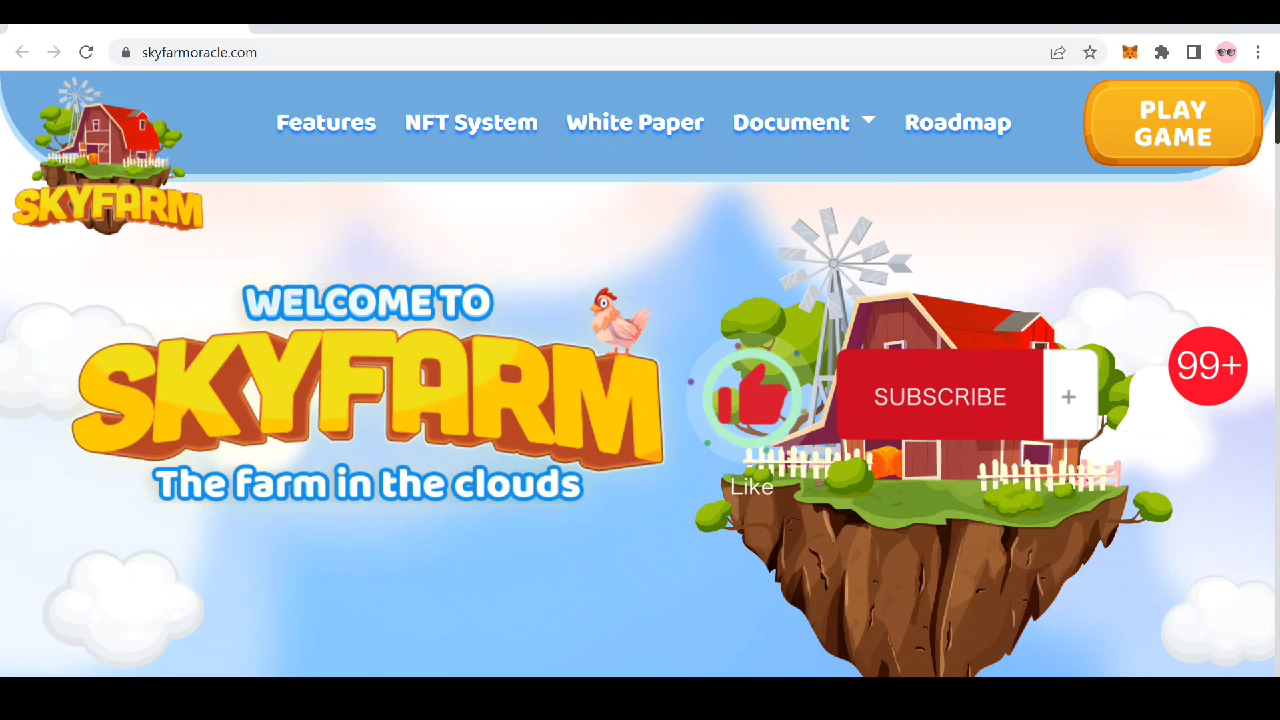 skyfarmoracle.com
SKYFARM
Features
NFT System
White Paper
Document
Roadmap
PLAY
GAME
WELCOME TO
SKYFARM
The farm in the clouds
Like
SUBSCRIBE
+
99+